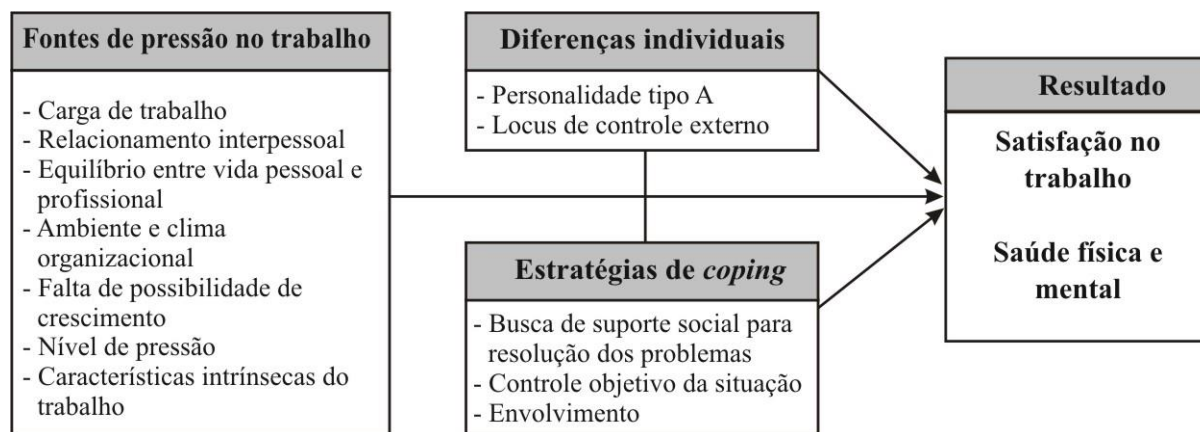 Fontes de pressão no trabalho
- Carga de trabalho
- Relacionamento interpessoal
- Equilíbrio entre vida pessoal e
profissional
- Ambiente e clima
organizacional
- Falta de possibilidade de
crescimento
- Nível de pressão
- Características intrínsecas do
trabalho
Diferenças individuais
- Personalidade tipo A
- Locus de controle externo
Estratégias de coping
- Busca de suporte social para
resolução dos problemas
- Controle objetivo da situação
- Envolvimento
Resultado
Satisfação no
trabalho
Saúde física e
mental